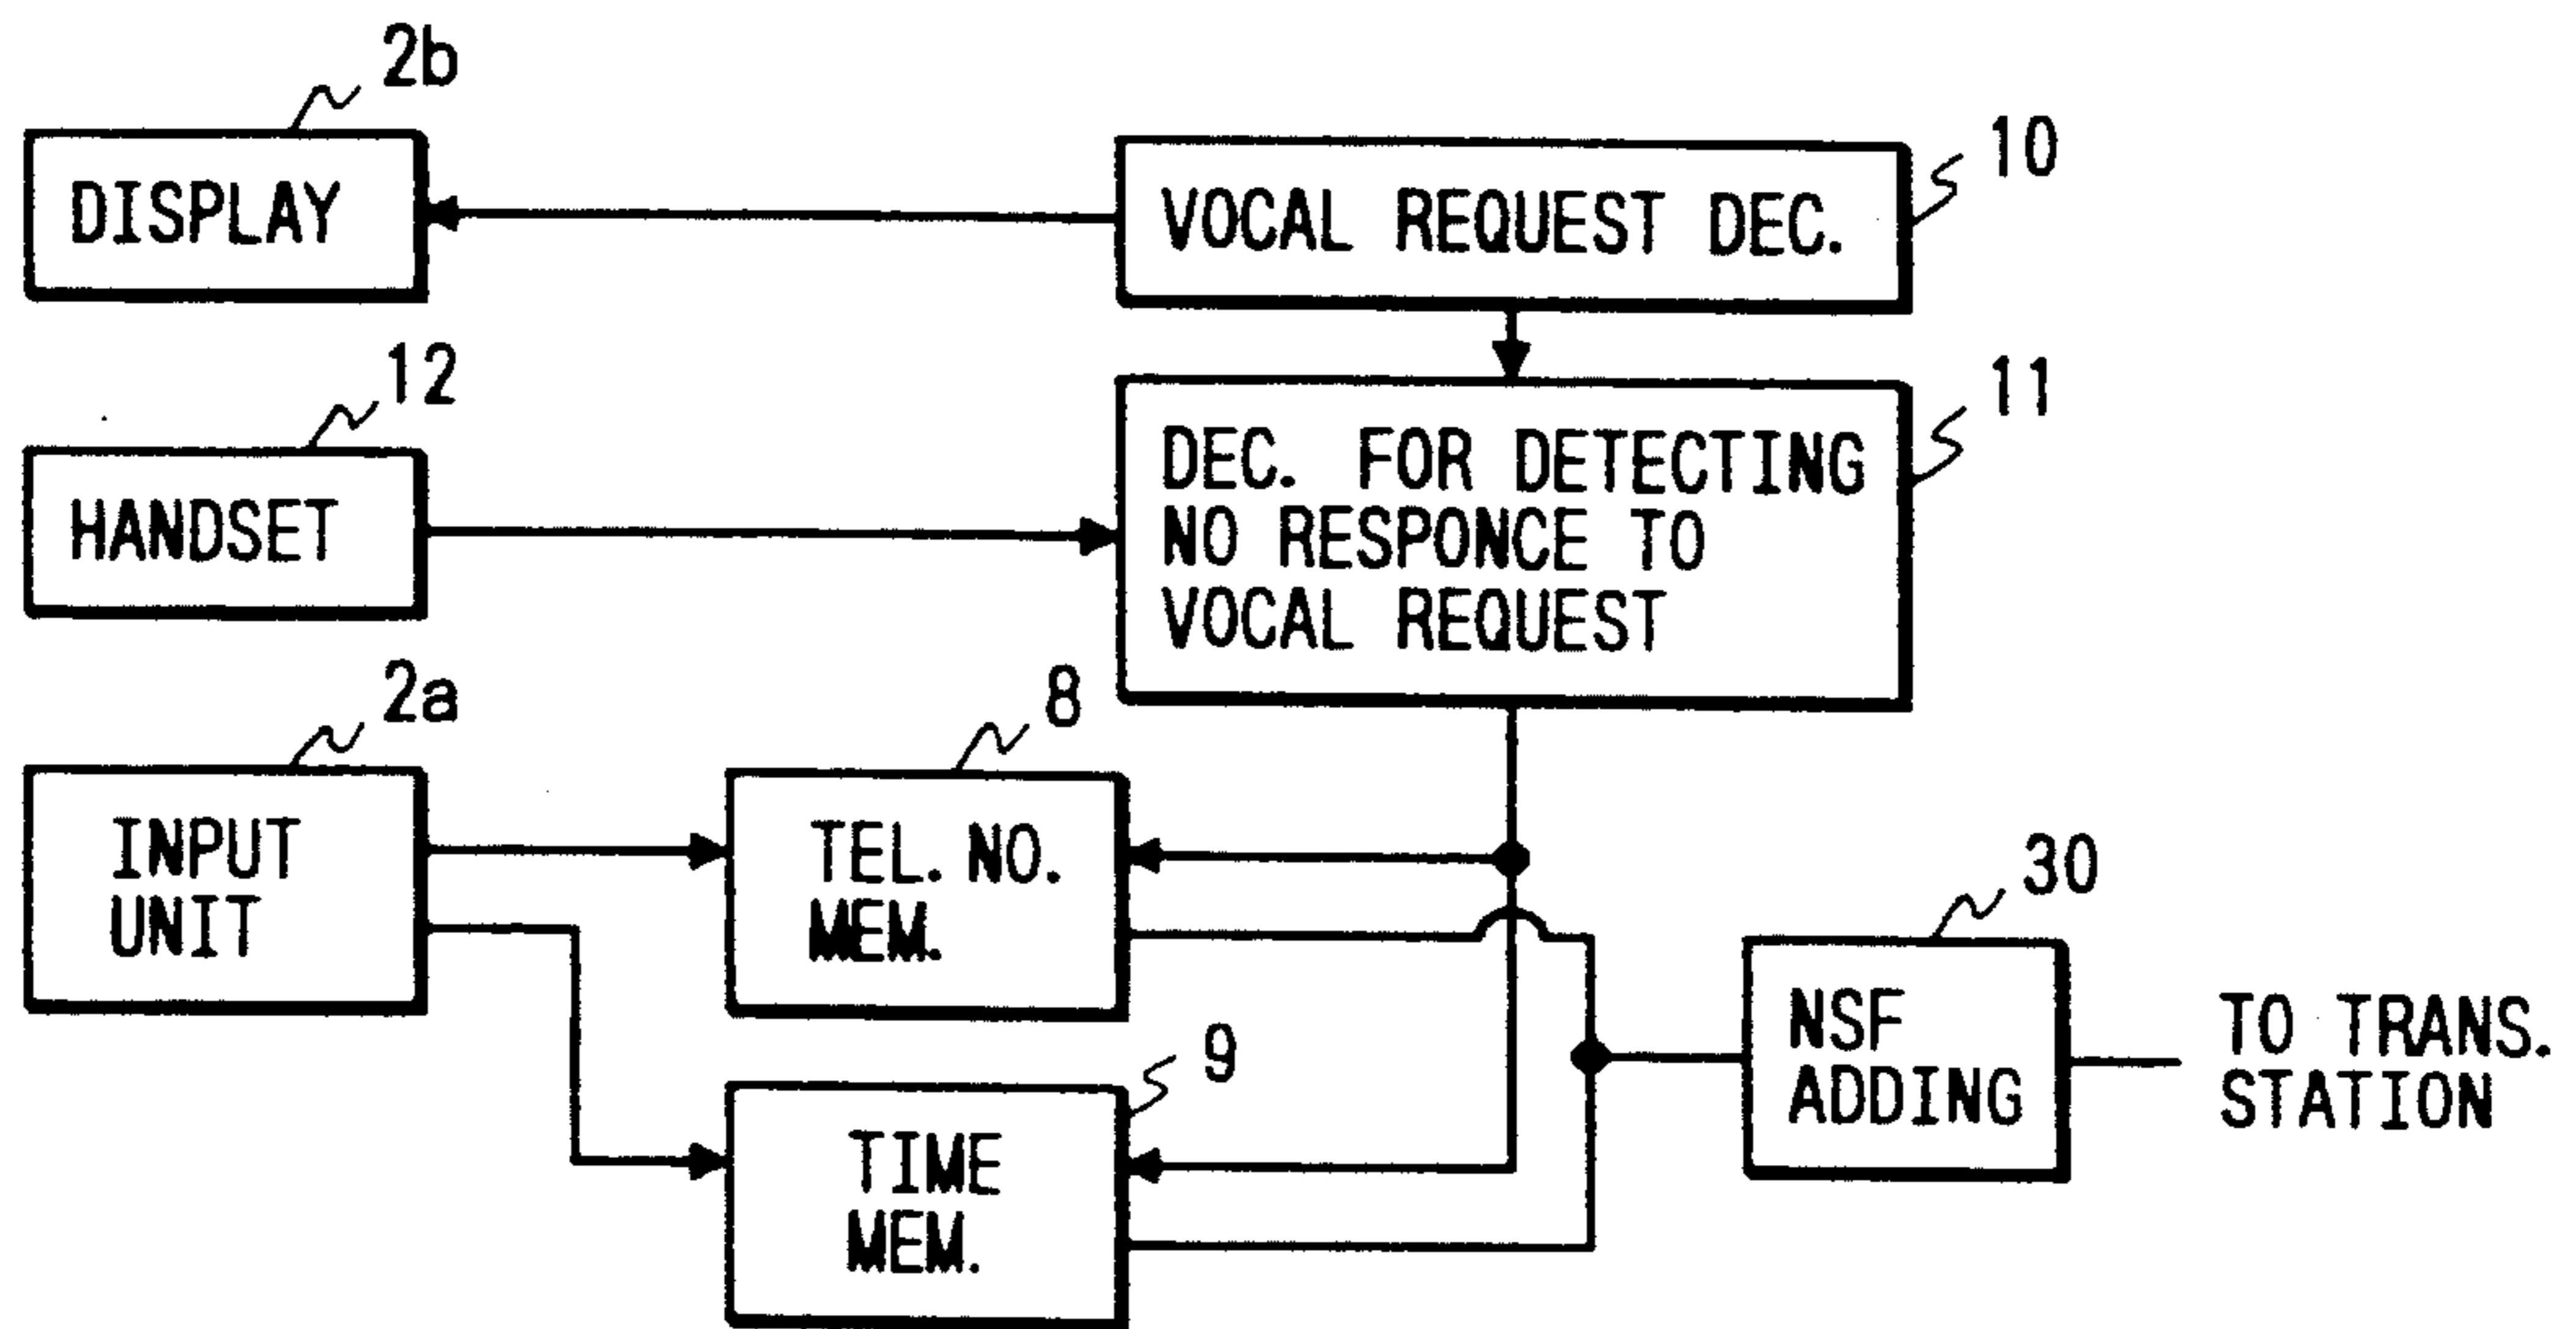 2b
DISPLAY
10
VOCAL REQUEST DEC.
12
HANDSET
11
DEC. FOR DETECTING
NO RESPONCE TO
VOCAL REQUEST
2a
INPUT
UNIT
8
TEL. NO.
MEM.
9
TIME
MEM.
30
NSF
ADDING
TO TRANS.
STATION